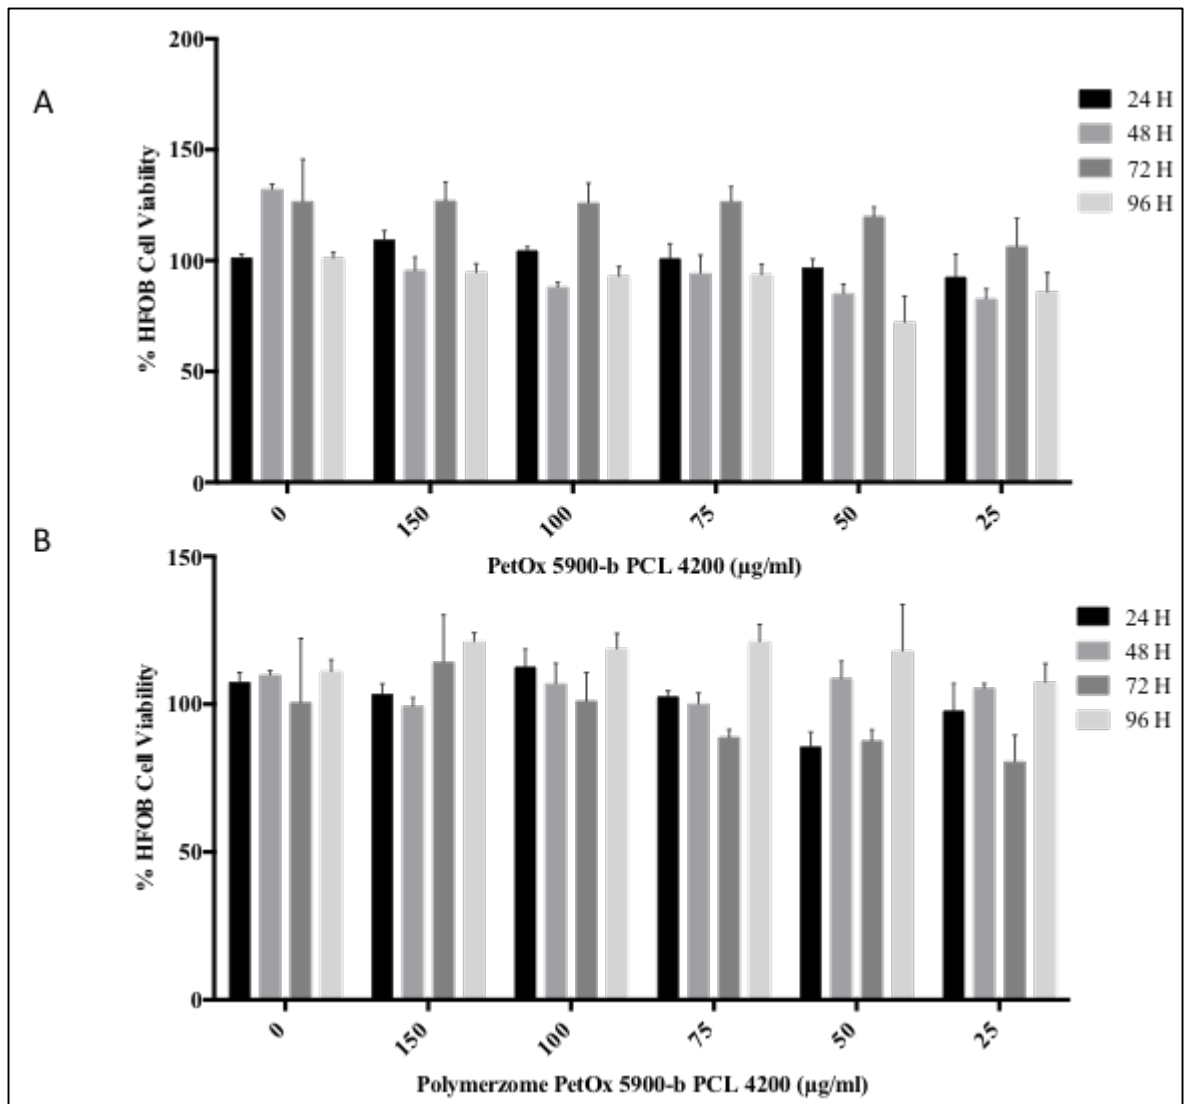 A
200
150
100
50
0
% HFOB Cell Viability
24 H
48 H
72 H
96 H
0 150 100 75 50 25
PetOx 5900-b PCL 4200 (µg/ml)
B
150
100
50
0
% HFOB Cell Viability
24 H
48 H
72 H
96 H
0 150 100 75 50 25
Polymerzome PetOx 5900-b PCL 4200 (µg/ml)